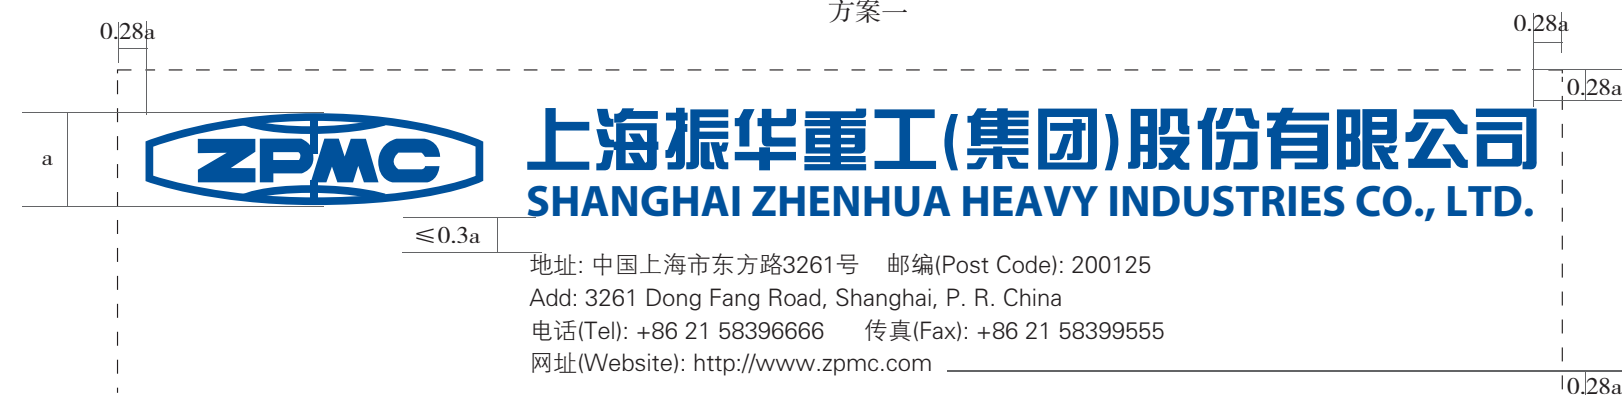 方案一
0.28a
0.28a
0.28a
a
ZPMC
上海振华重工(集团)股份有限公司
SHANGHAI ZHENHUA HEAVY INDUSTRIES CO., LTD.
≤0.3a
地址: 中国上海市东方路3261号 邮编(Post Code): 200125
Add: 3261 Dong Fang Road, Shanghai, P. R. China
电话(Tel): +86 21 58396666 传真(Fax): +86 21 58399555
网址(Website): http://www.zpmc.com
0.28a